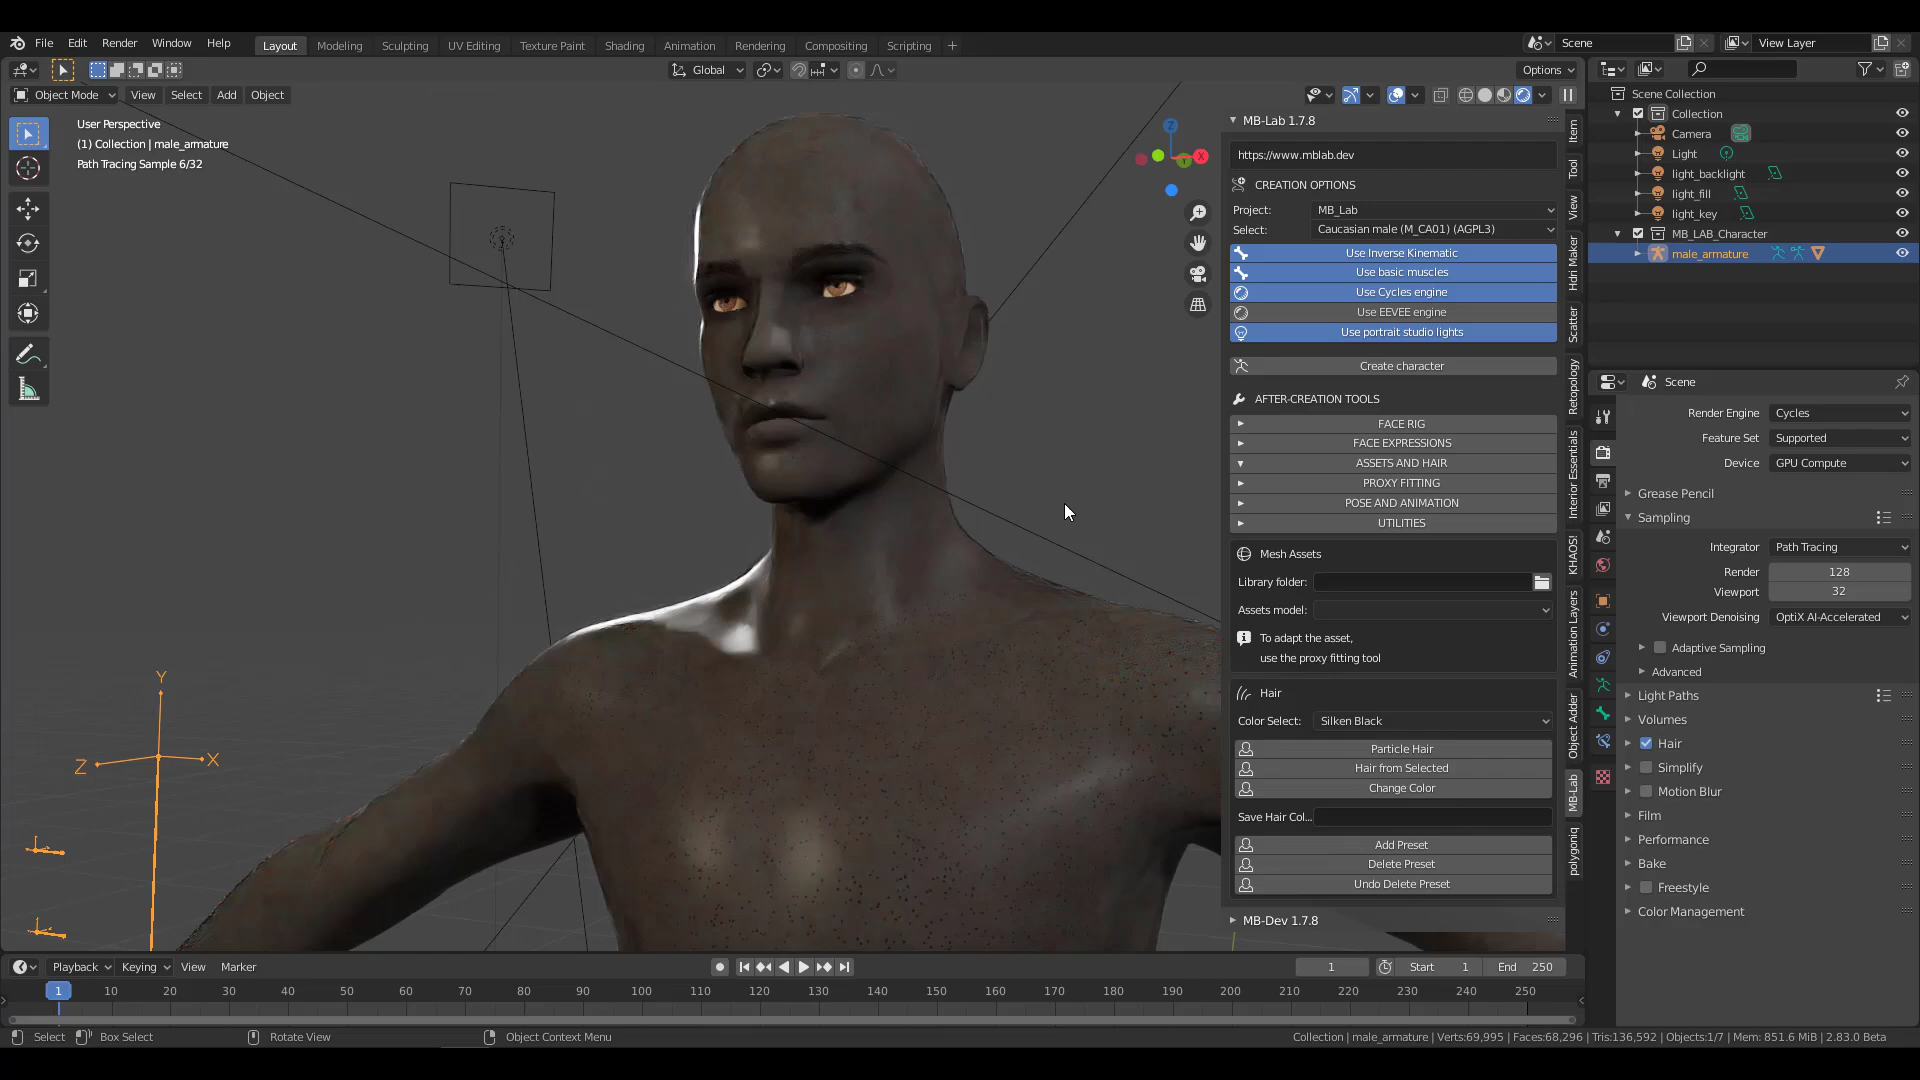 File Edit Render Window Help Layout Modeling Sculpting UV Editing Texture Paint Shading Animation Rendering Compositing Scripting + Scene View Layer
Global Options
Object Mode View Select Add Object
User Perspective
(1) Collection | male_armature
Path Tracing Sample 6/32
Z
X
Y
Y
Z
X
MB-Lab 1.7.8
https://www.mblab.dev
CREATION OPTIONS
Project: MB_Lab
Select: Caucasian male (M_CA01) (AGPL3)
Use Inverse Kinematic
Use basic muscles
Use Cycles engine
Use EEVEE engine
Use portrait studio lights
Create character
AFTER-CREATION TOOLS
FACE RIG
FACE EXPRESSIONS
ASSETS AND HAIR
PROXY FITTING
POSE AND ANIMATION
UTILITIES
Mesh Assets
Library folder:
Assets model:
To adapt the asset,
use the proxy fitting tool
Hair
Color Select: Silken Black
Particle Hair
Hair from Selected
Change Color
Save Hair Col...
Add Preset
Delete Preset
Undo Delete Preset
MB-Dev 1.7.8
Item
Tool
View
Hdri Maker
Scatter
Retopology
Interior Essentials
KHAOS!
Animation Layers
Object Adder
MB-Lab
polygoniq
Scene Collection
Collection
Camera
Light
light_backlight
light_fill
light_key
MB_LAB_Character
male_armature
Scene
Render Engine Cycles
Feature Set Supported
Device GPU Compute
Grease Pencil
Sampling
Integrator Path Tracing
Render 128
Viewport 32
Viewport Denoising OptiX AI-Accelerated
Adaptive Sampling
Advanced
Light Paths
Volumes
Hair
Simplify
Motion Blur
Film
Performance
Bake
Freestyle
Color Management
Playback Keying View Marker 1 Start 1 End 250
1 10 20 30 40 50 60 70 80 90 100 110 120 130 140 150 160 170 180 190 200 210 220 230 240 250
Select Box Select Rotate View Object Context Menu Collection | male_armature | Verts:69,995 | Faces:68,296 | Tris:136,592 | Objects:1/7 | Mem: 851.6 MiB | 2.83.0 Beta